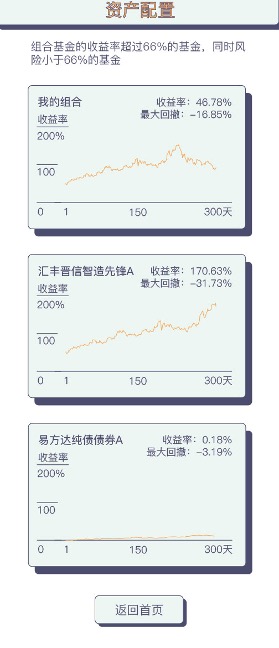 资产配置
组合基金的收益率超过66%的基金，同时风
险小于66%的基金
我的组合
收益率：46.78%
最大回撤：-16.85%
收益率
200%
100
0 1 150 300天
汇丰晋信智造先锋A
收益率：170.63%
最大回撤：-31.73%
收益率
200%
100
0 1 150 300天
易方达纯债债券A
收益率：0.18%
最大回撤：-3.19%
收益率
200%
100
0 1 150 300天
返回首页